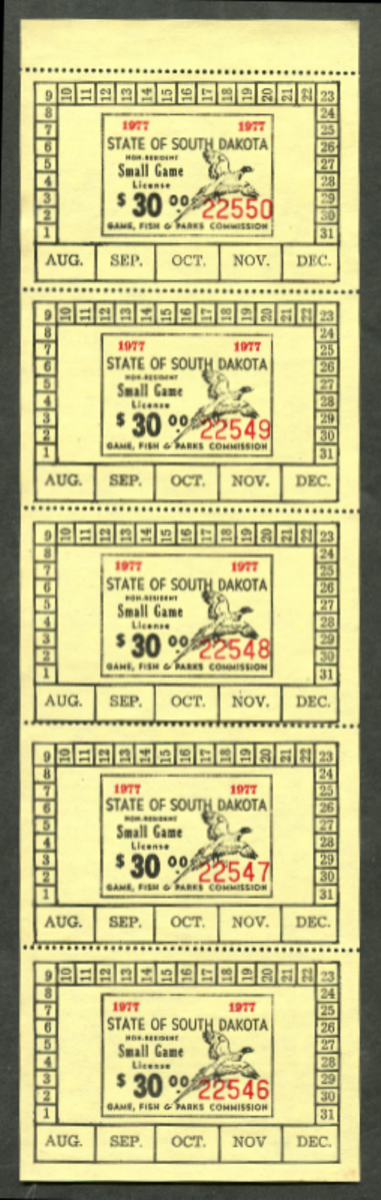 9 10 11 12 13 14 15 16 17 18 19 20 21 22 23
8 24
7 1977 1977 25
6 STATE OF SOUTH DAKOTA 26
NON-RESIDENT
5 Small Game 27
4 License 28
3 $ 30 00 22550 29
2 30
1 GAME, FISH & PARKS COMMISSION 31
AUG. SEP. OCT. NOV. DEC.
9 10 11 12 13 14 15 16 17 18 19 20 21 22 23
8 24
7 1977 1977 25
6 STATE OF SOUTH DAKOTA 26
NON-RESIDENT
5 Small Game 27
4 License 28
3 $ 30 00 22549 29
2 30
1 GAME, FISH & PARKS COMMISSION 31
AUG. SEP. OCT. NOV. DEC.
9 10 11 12 13 14 15 16 17 18 19 20 21 22 23
8 24
7 1977 1977 25
6 STATE OF SOUTH DAKOTA 26
NON-RESIDENT
5 Small Game 27
4 License 28
3 $ 30 00 22548 29
2 30
1 GAME, FISH & PARKS COMMISSION 31
AUG. SEP. OCT. NOV. DEC.
9 10 11 12 13 14 15 16 17 18 19 20 21 22 23
8 24
7 1977 1977 25
6 STATE OF SOUTH DAKOTA 26
NON-RESIDENT
5 Small Game 27
4 License 28
3 $ 30 00 22547 29
2 30
1 GAME, FISH & PARKS COMMISSION 31
AUG. SEP. OCT. NOV. DEC.
9 10 11 12 13 14 15 16 17 18 19 20 21 22 23
8 24
7 1977 1977 25
6 STATE OF SOUTH DAKOTA 26
NON-RESIDENT
5 Small Game 27
4 License 28
3 $ 30 00 22546 29
2 30
1 GAME, FISH & PARKS COMMISSION 31
AUG. SEP. OCT. NOV DEC.